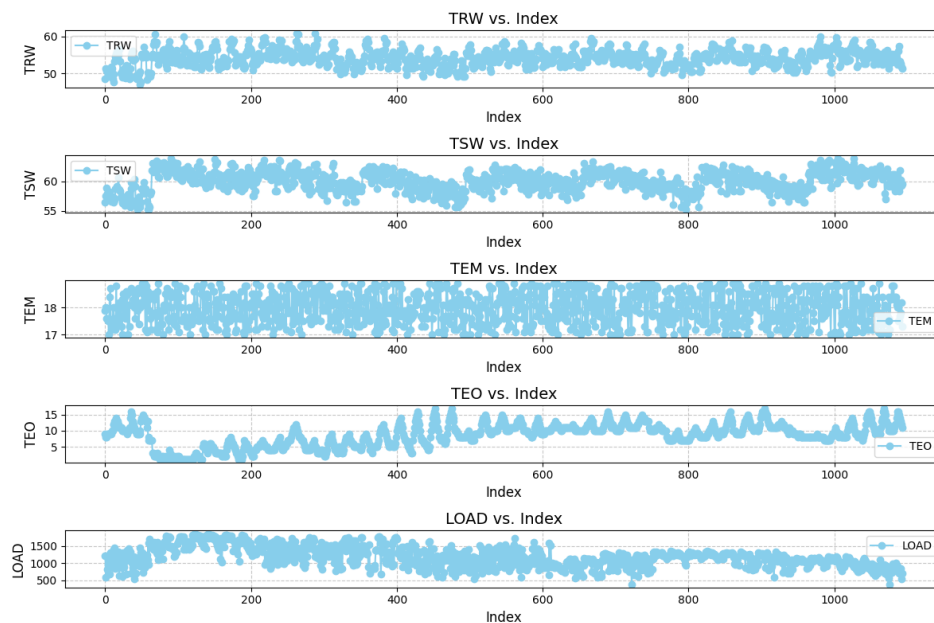 TRW vs. Index
60
50
TRW
TRW
0 200 400 600 800 1000
Index
TSW vs. Index
60
55
TSW
TSW
0 200 400 600 800 1000
Index
TEM vs. Index
18
17
TEM
TEM
0 200 400 600 800 1000
Index
TEO vs. Index
15
10
5
TEO
TEO
0 200 400 600 800 1000
Index
LOAD vs. Index
1500
1000
500
LOAD
LOAD
0 200 400 600 800 1000
Index